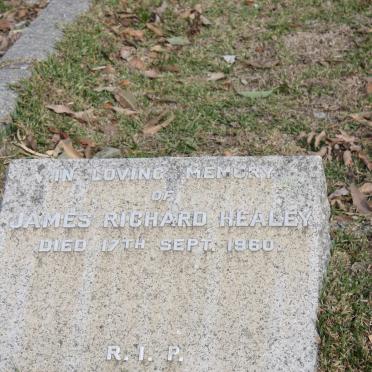 IN LOVING MEMORY
OF
JAMES RICHARD HEALEY
DIED 17TH SEPT. 1960
R. I. P.